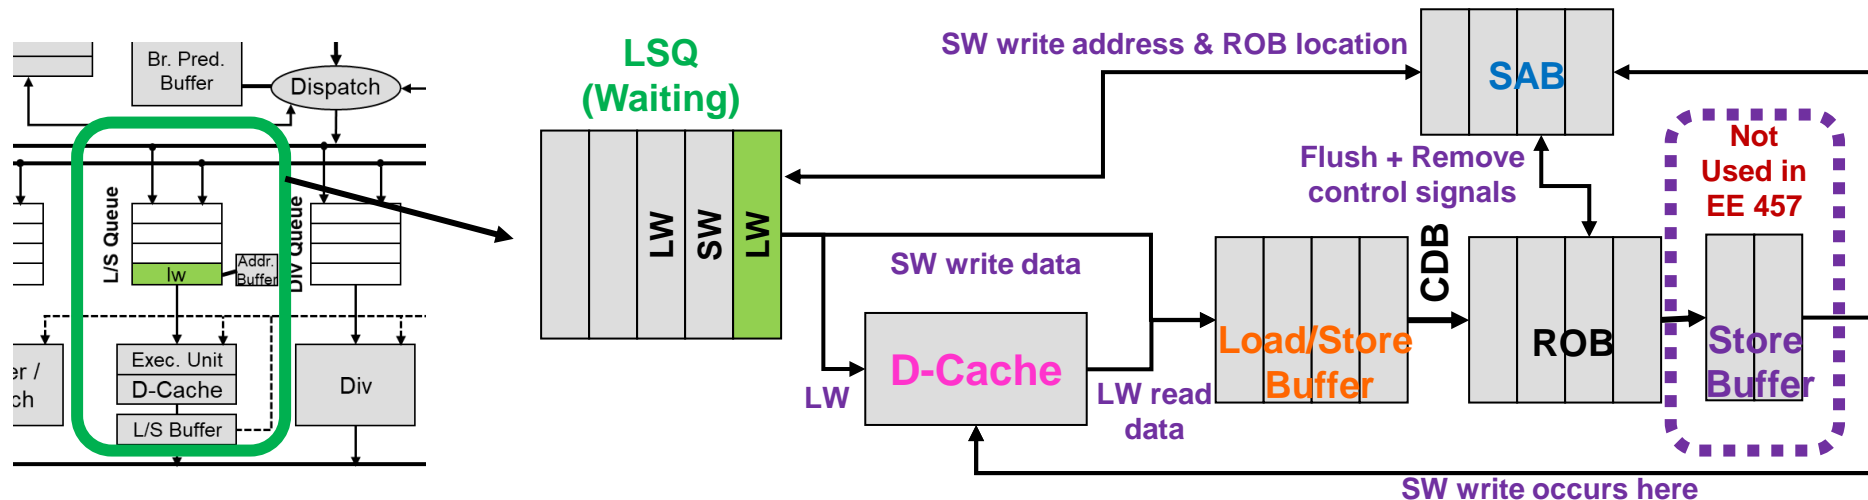 Br. Pred.
Buffer
Dispatch
L/S Queue
lw
Addr.
Buffer
Div Queue
Exec. Unit
D-Cache
L/S Buffer
Div
er /
ch
LSQ
(Waiting)
LW
SW
LW
SW write address & ROB location
SAB
Flush + Remove
control signals
SW write data
LW
D-Cache
LW read
data
Load/Store
Buffer
CDB
ROB
Not
Used in
EE 457
Store
Buffer
SW write occurs here